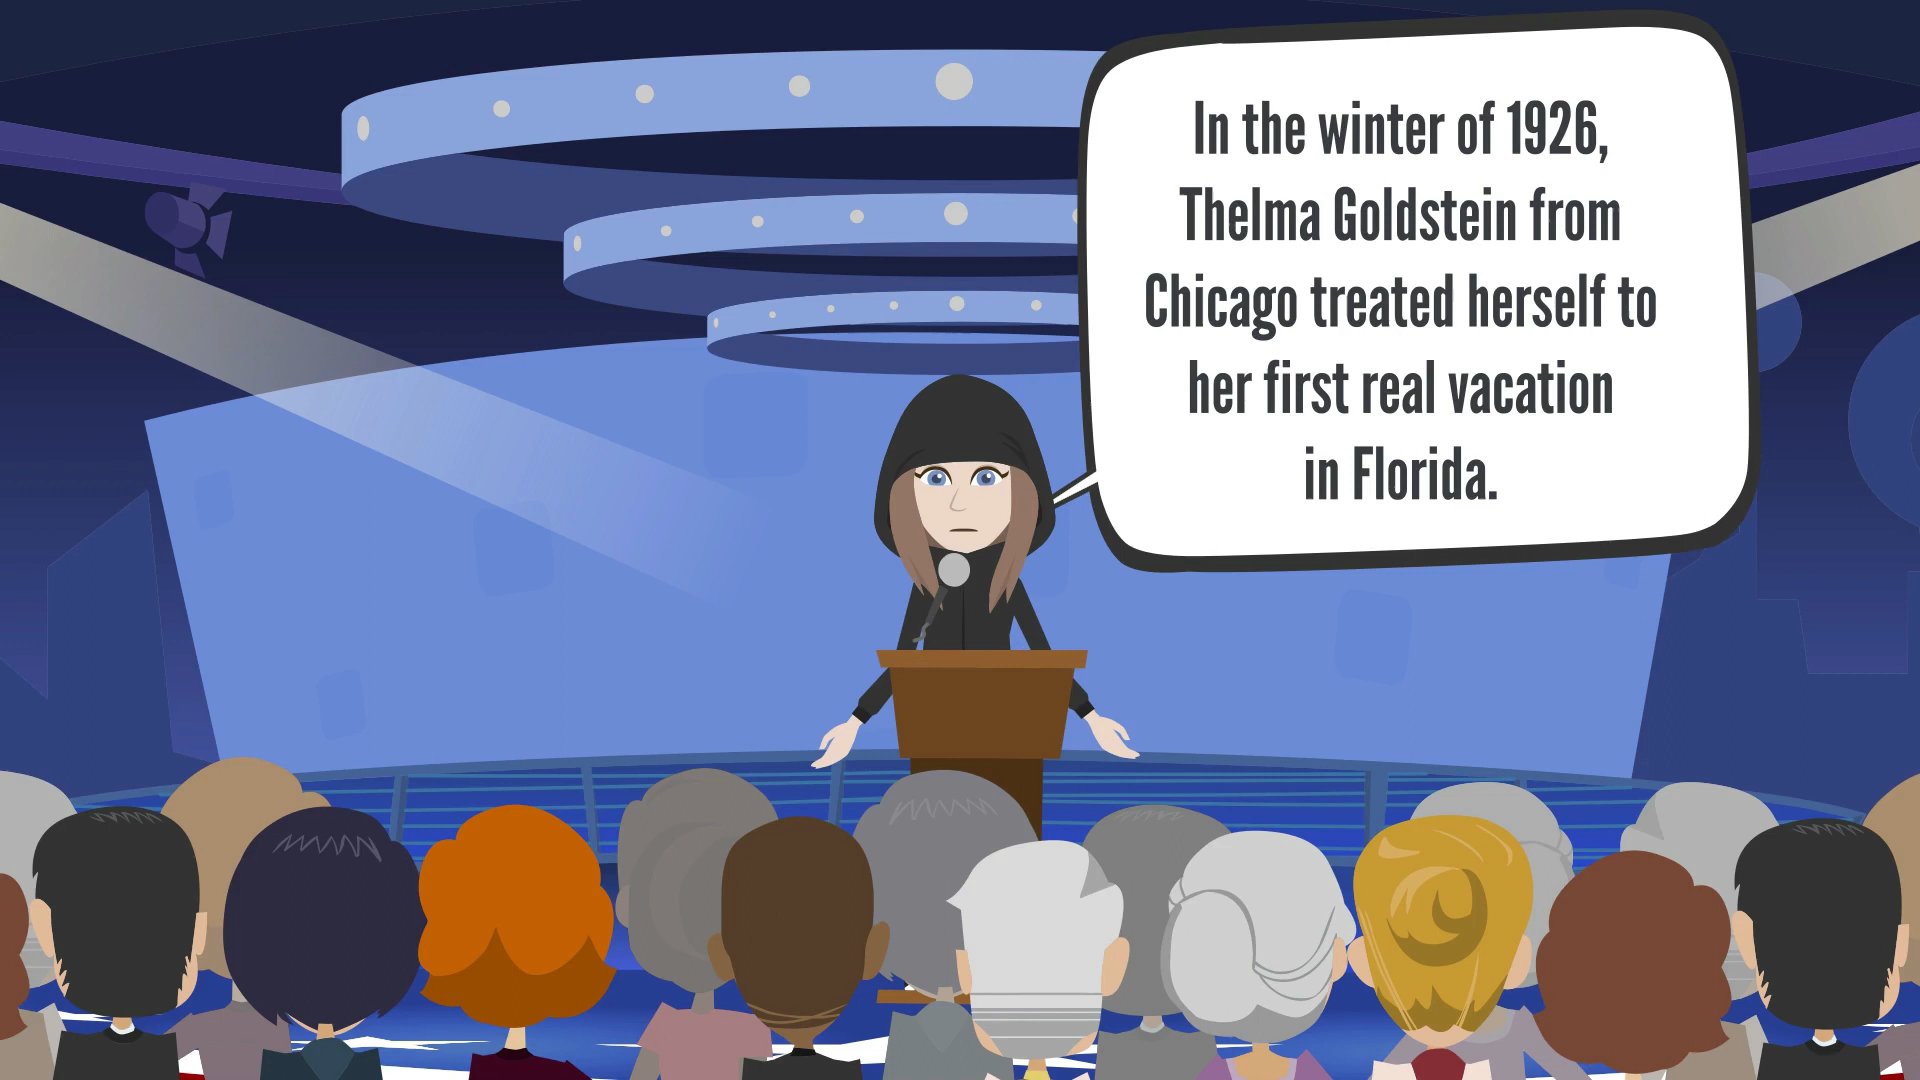 In the winter of 1926,
Thelma Goldstein from
Chicago treated herself to
her first real vacation
in Florida.